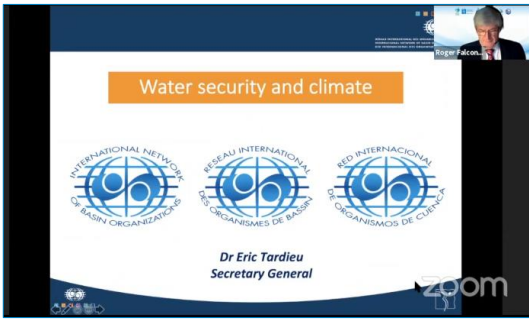 Roger Falcon...
Water security and climate
INTERNATIONAL NETWORK
OF BASIN ORGANIZATIONS
RESEAU INTERNATIONAL
DES ORGANISMES DE BASSIN
RED INTERNACIONAL
DE ORGANISMOS DE CUENCA
Dr Eric Tardieu
Secretary General
zoom